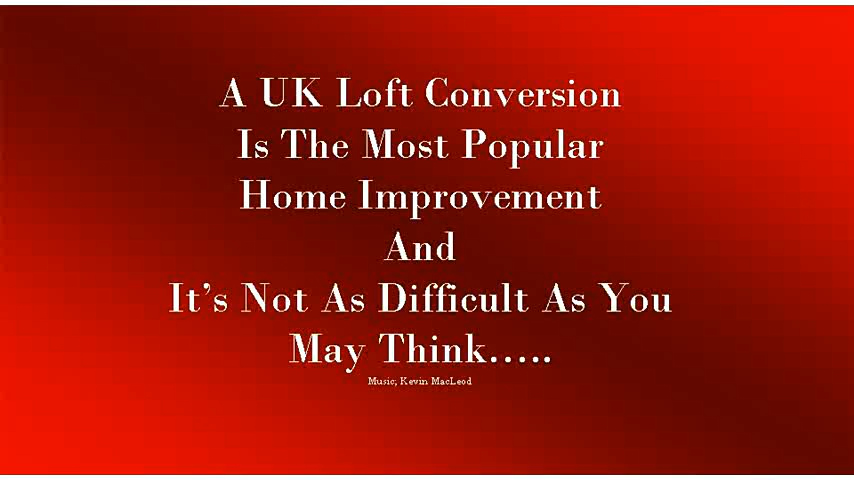 A UK Loft Conversion
Is The Most Popular
Home Improvement
And
It’s Not As Difficult As You
May Think…..
Music; Kevin MacLeod